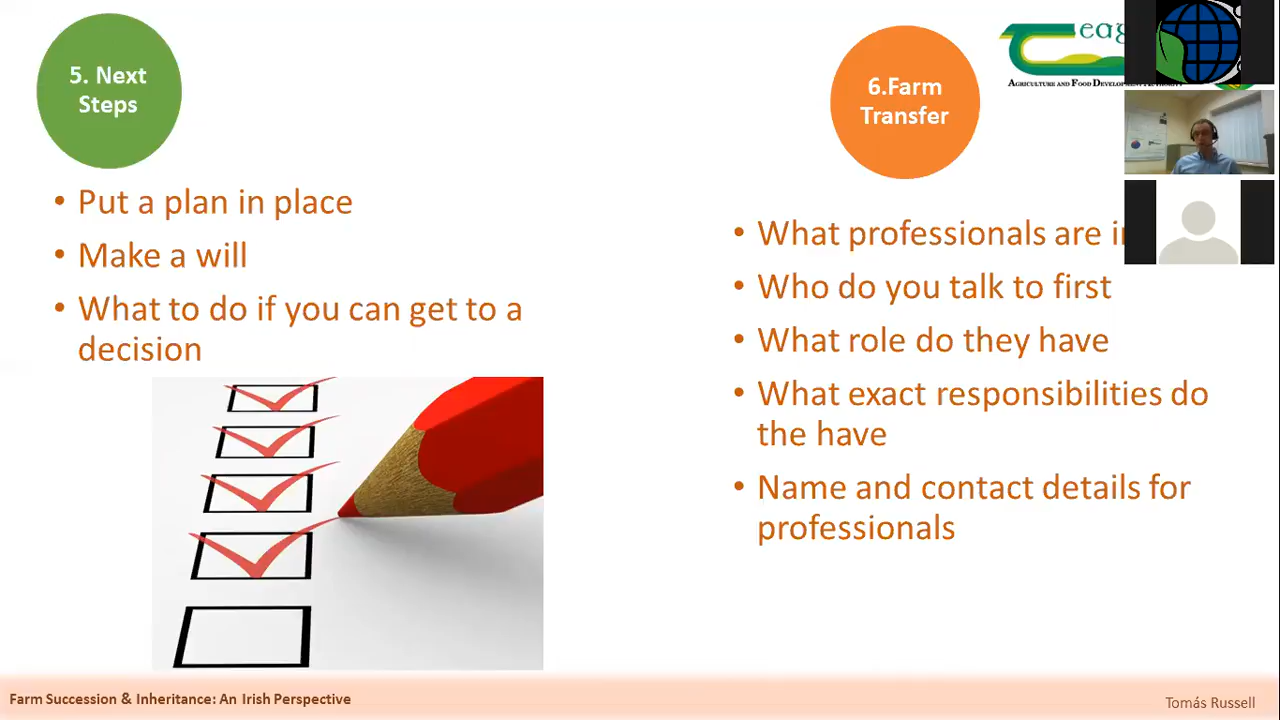 5. Next
Steps
• Put a plan in place
• Make a will
• What to do if you can get to a
decision
6.Farm
Transfer
eag
AGRICULTURE AND FOOD DEVELOPMENT AUTHORITY
• What professionals are
• Who do you talk to first
• What role do they have
• What exact responsibilities do
the have
• Name and contact details for
professionals
Farm Succession & Inheritance: An Irish Perspective
Tomás Russell